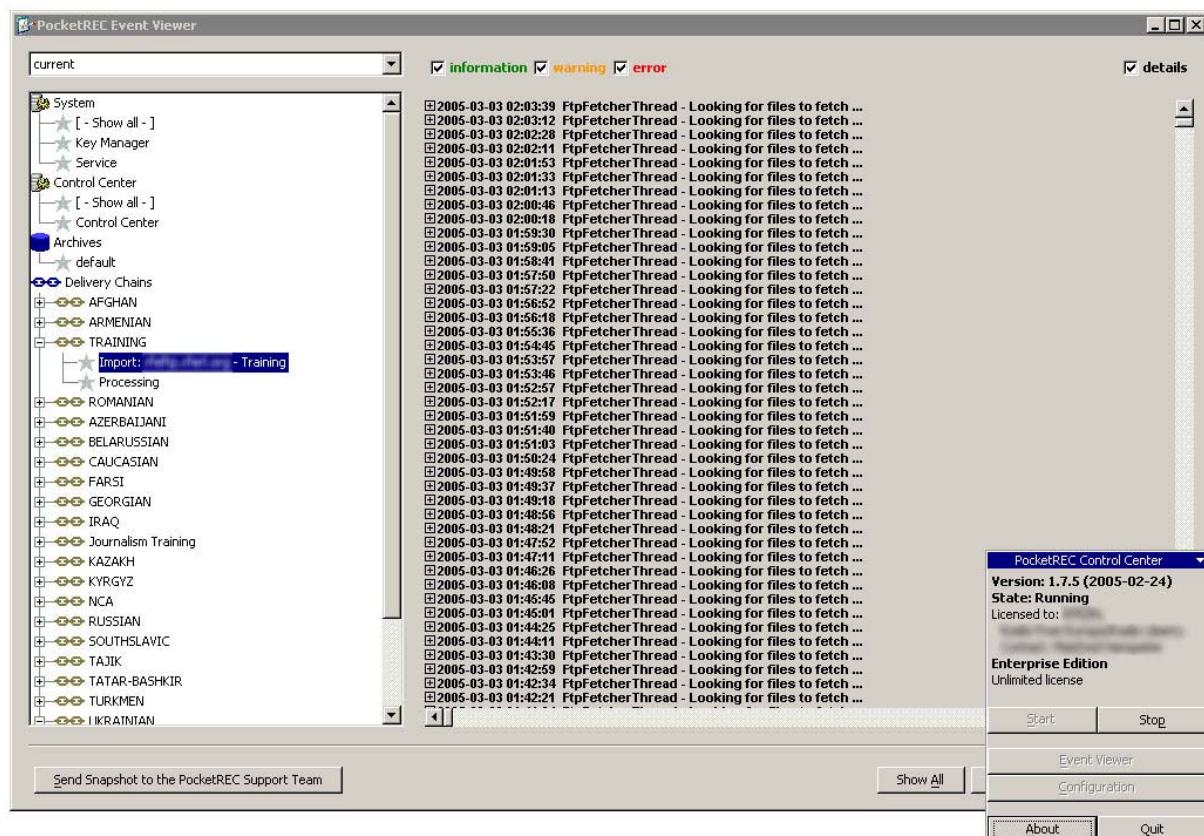 PocketREC Event Viewer
current
information warning error
details
System
[ - Show all - ]
Key Manager
Service
Control Center
[ - Show all - ]
Control Center
Archives
default
Delivery Chains
AFGHAN
ARMENIAN
TRAINING
Import: - Training
Processing
ROMANIAN
AZERBAIJANI
BELARUSSIAN
CAUCASIAN
FARSI
GEORGIAN
IRAQ
Journalism Training
KAZAKH
KYRGYZ
NCA
RUSSIAN
SOUTHSLAVIC
TAJIK
TATAR-BASHKIR
TURKMEN
UKRAINIAN
2005-03-03 02:03:39 FtpFetcherThread - Looking for files to fetch ...
2005-03-03 02:03:12 FtpFetcherThread - Looking for files to fetch ...
2005-03-03 02:02:28 FtpFetcherThread - Looking for files to fetch ...
2005-03-03 02:02:11 FtpFetcherThread - Looking for files to fetch ...
2005-03-03 02:01:53 FtpFetcherThread - Looking for files to fetch ...
2005-03-03 02:01:33 FtpFetcherThread - Looking for files to fetch ...
2005-03-03 02:01:13 FtpFetcherThread - Looking for files to fetch ...
2005-03-03 02:00:46 FtpFetcherThread - Looking for files to fetch ...
2005-03-03 02:00:18 FtpFetcherThread - Looking for files to fetch ...
2005-03-03 01:59:30 FtpFetcherThread - Looking for files to fetch ...
2005-03-03 01:59:05 FtpFetcherThread - Looking for files to fetch ...
2005-03-03 01:58:41 FtpFetcherThread - Looking for files to fetch ...
2005-03-03 01:57:50 FtpFetcherThread - Looking for files to fetch ...
2005-03-03 01:57:22 FtpFetcherThread - Looking for files to fetch ...
2005-03-03 01:56:52 FtpFetcherThread - Looking for files to fetch ...
2005-03-03 01:56:18 FtpFetcherThread - Looking for files to fetch ...
2005-03-03 01:55:36 FtpFetcherThread - Looking for files to fetch ...
2005-03-03 01:54:45 FtpFetcherThread - Looking for files to fetch ...
2005-03-03 01:53:57 FtpFetcherThread - Looking for files to fetch ...
2005-03-03 01:53:46 FtpFetcherThread - Looking for files to fetch ...
2005-03-03 01:52:57 FtpFetcherThread - Looking for files to fetch ...
2005-03-03 01:52:17 FtpFetcherThread - Looking for files to fetch ...
2005-03-03 01:51:59 FtpFetcherThread - Looking for files to fetch ...
2005-03-03 01:51:40 FtpFetcherThread - Looking for files to fetch ...
2005-03-03 01:51:03 FtpFetcherThread - Looking for files to fetch ...
2005-03-03 01:50:24 FtpFetcherThread - Looking for files to fetch ...
2005-03-03 01:49:58 FtpFetcherThread - Looking for files to fetch ...
2005-03-03 01:49:37 FtpFetcherThread - Looking for files to fetch ...
2005-03-03 01:49:18 FtpFetcherThread - Looking for files to fetch ...
2005-03-03 01:48:56 FtpFetcherThread - Looking for files to fetch ...
2005-03-03 01:48:21 FtpFetcherThread - Looking for files to fetch ...
2005-03-03 01:47:52 FtpFetcherThread - Looking for files to fetch ...
2005-03-03 01:47:11 FtpFetcherThread - Looking for files to fetch ...
2005-03-03 01:46:26 FtpFetcherThread - Looking for files to fetch ...
2005-03-03 01:46:08 FtpFetcherThread - Looking for files to fetch ...
2005-03-03 01:45:45 FtpFetcherThread - Looking for files to fetch ...
2005-03-03 01:45:01 FtpFetcherThread - Looking for files to fetch ...
2005-03-03 01:44:25 FtpFetcherThread - Looking for files to fetch ...
2005-03-03 01:44:11 FtpFetcherThread - Looking for files to fetch ...
2005-03-03 01:43:30 FtpFetcherThread - Looking for files to fetch ...
2005-03-03 01:42:59 FtpFetcherThread - Looking for files to fetch ...
2005-03-03 01:42:34 FtpFetcherThread - Looking for files to fetch ...
2005-03-03 01:42:21 FtpFetcherThread - Looking for files to fetch ...
Send Snapshot to the PocketREC Support Team
Show All
PocketREC Control Center
Version: 1.7.5 (2005-02-24)
State: Running
Licensed to:
Enterprise Edition
Unlimited license
Start
Stop
Event Viewer
Configuration
About
Quit